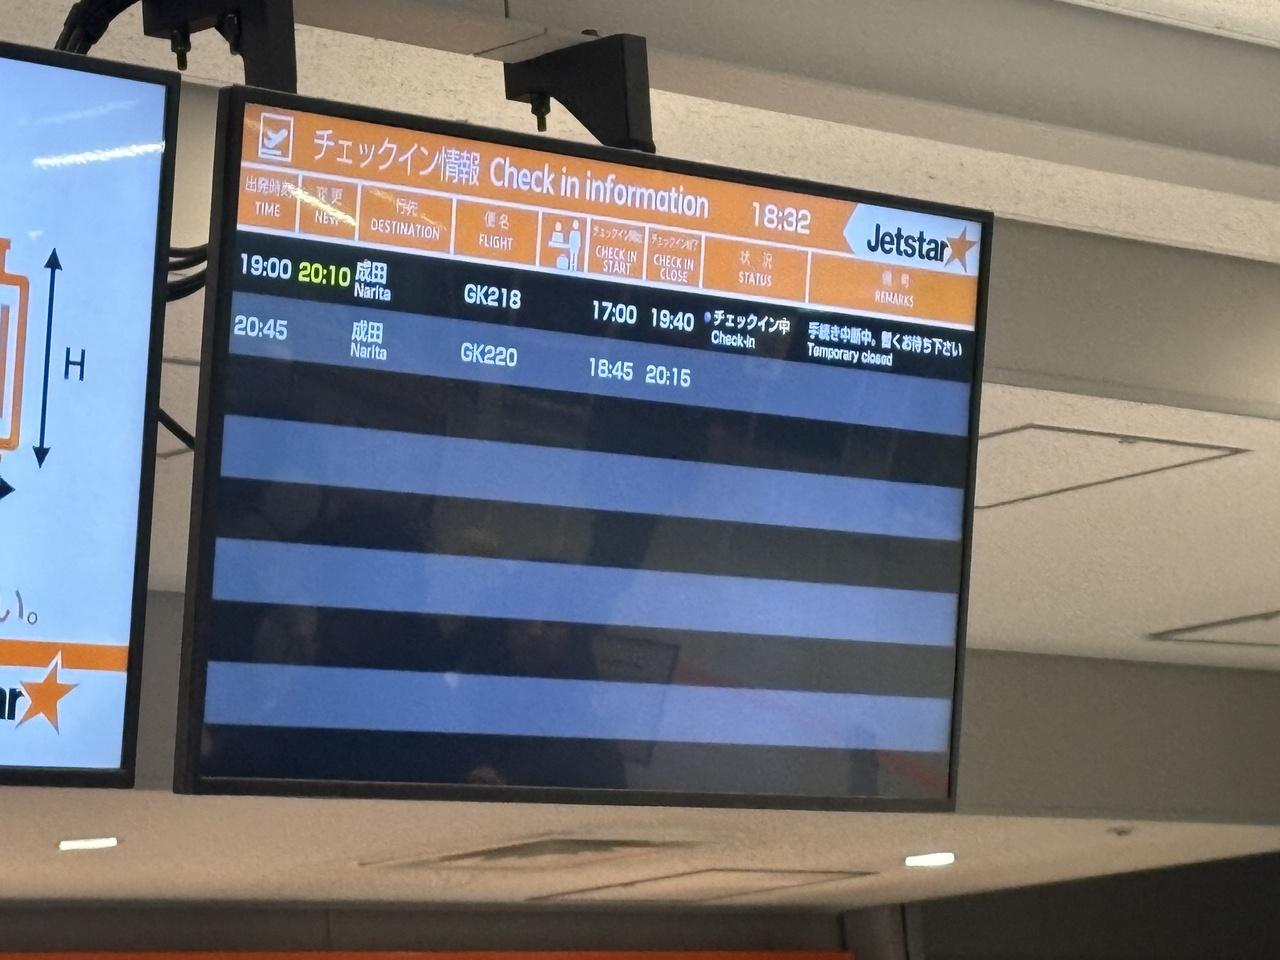 チェックイン情報 Check in information 18:32 Jetstar
出発時刻 変更 行先 便名 チェックイン開始 チェックイン終了 状況 備考
TIME NEW DESTINATION FLIGHT CHECK IN START CHECK IN CLOSE STATUS REMARKS
19:00 20:10 成田 GK218 17:00 19:40 チェックイン中 手続き中断中。暫くお待ち下さい
Narita Check-in Temporary closed
20:45 成田 GK220 18:45 20:15
Narita
H
い。